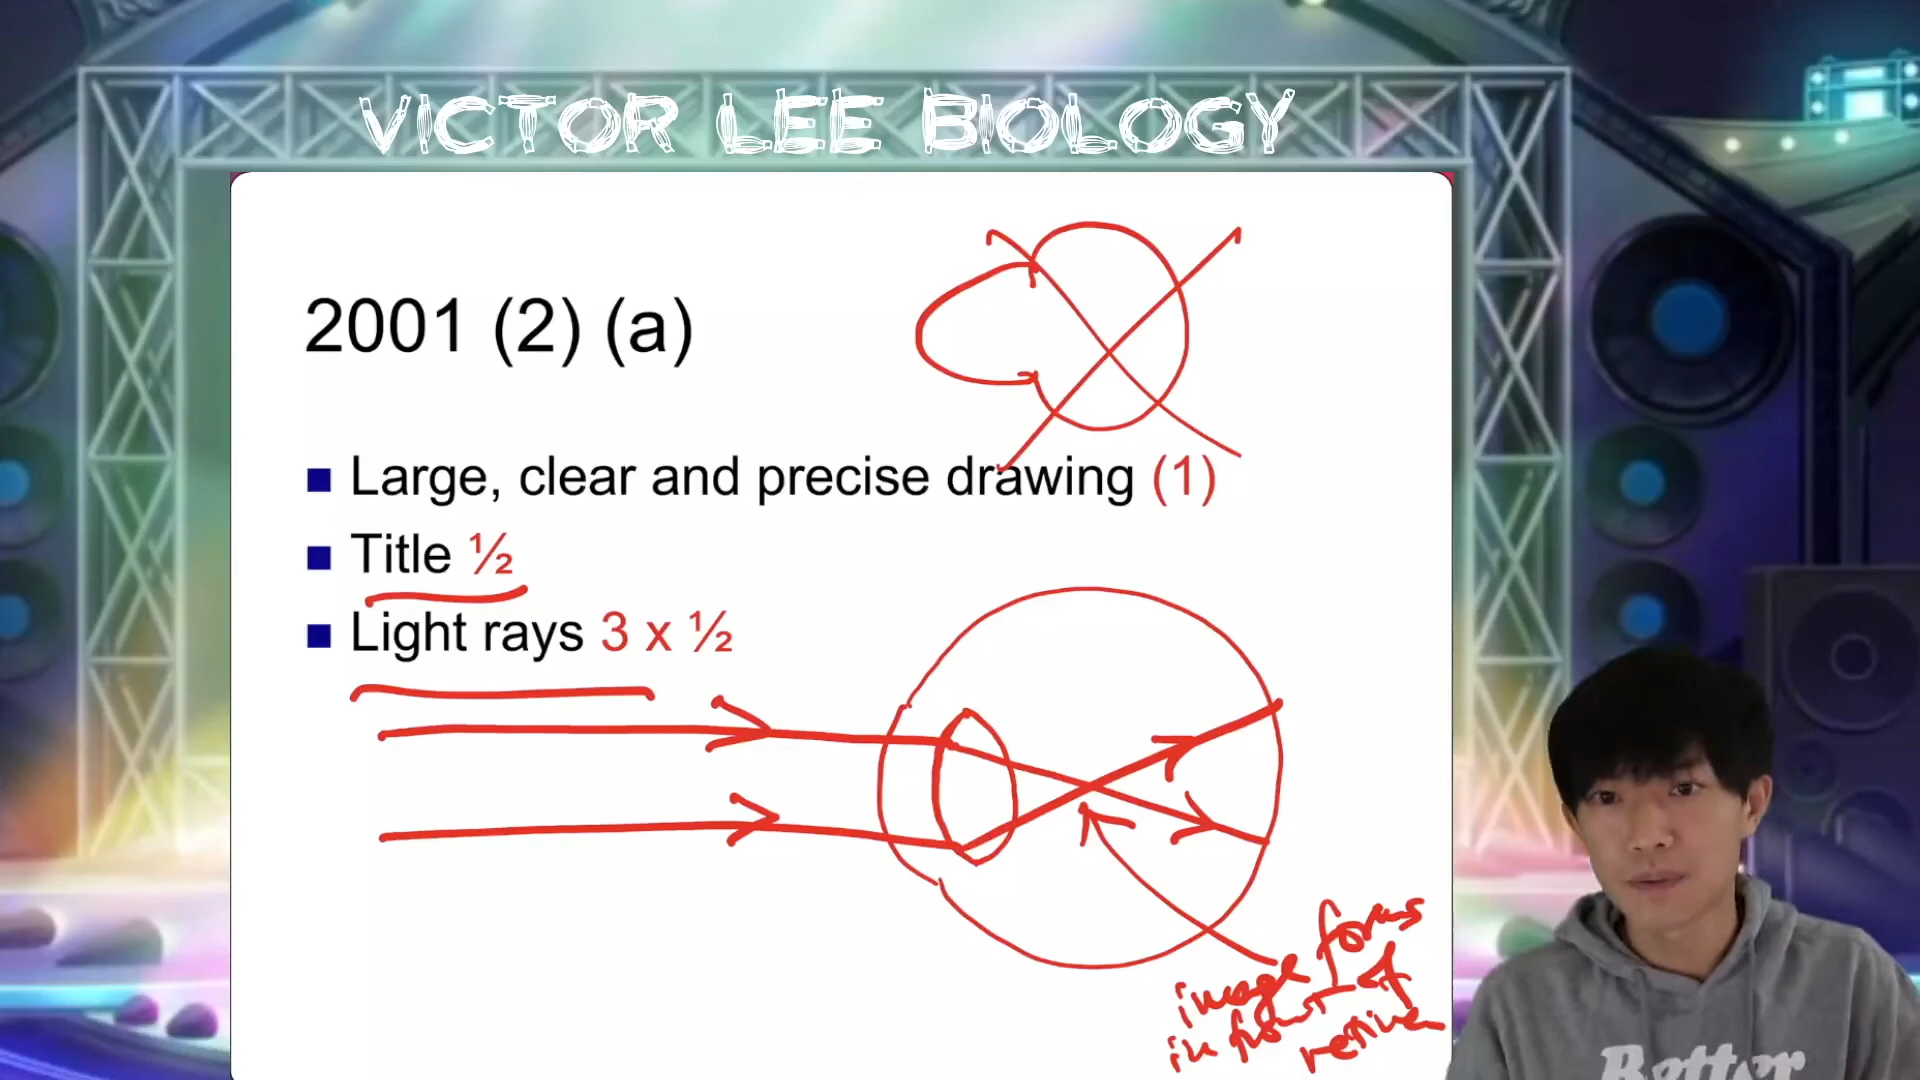 VICTOR LEE BIOLOGY
2001 (2) (a)
Large, clear and precise drawing (1)
Title ½
Light rays 3 x ½
image forms
in front of
retina
Better